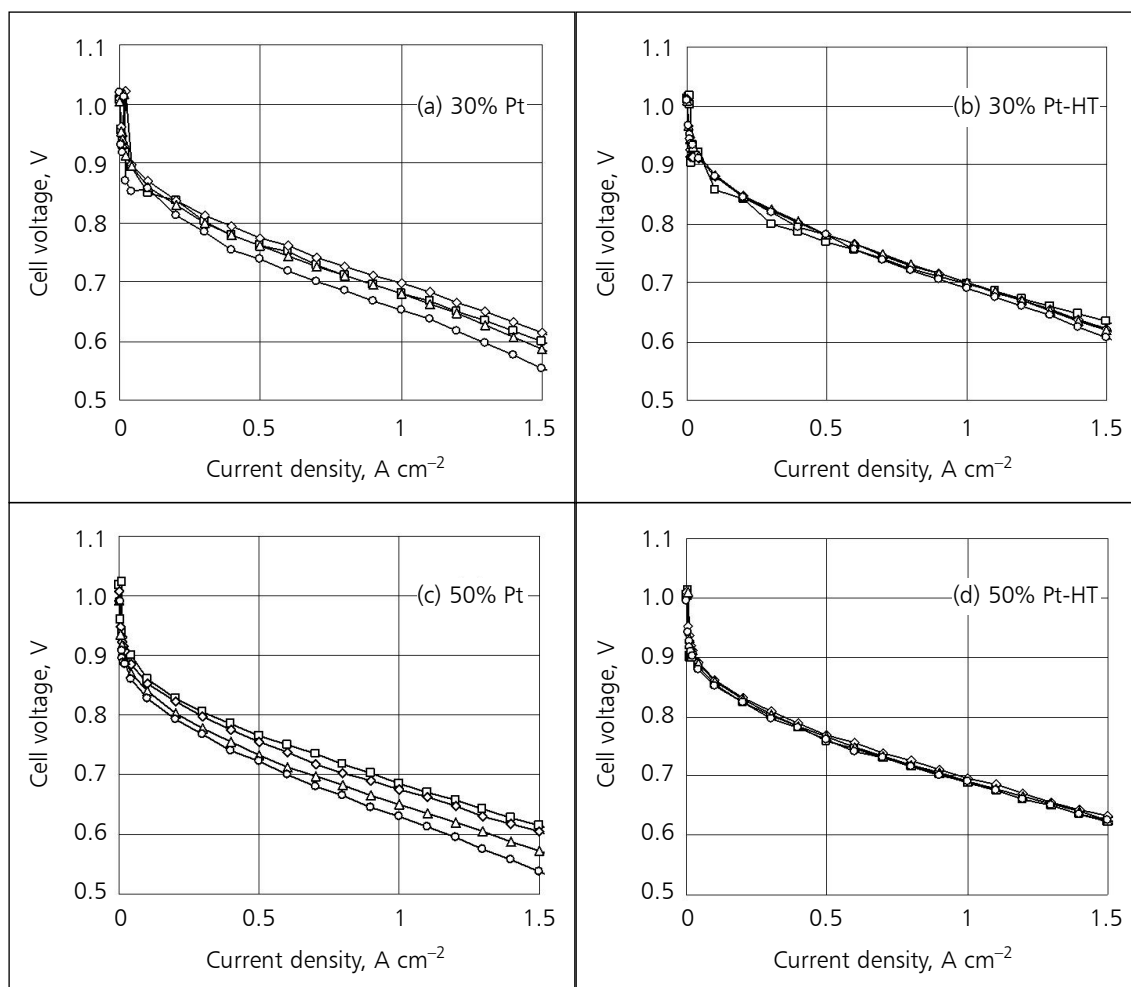 1.1
1.0
0.9
0.8
0.7
0.6
0.5
Cell voltage, V
(a) 30% Pt
0 0.5 1 1.5
Current density, A cm⁻²
1.1
1.0
0.9
0.8
0.7
0.6
0.5
Cell voltage, V
(b) 30% Pt-HT
0 0.5 1 1.5
Current density, A cm⁻²
1.1
1.0
0.9
0.8
0.7
0.6
0.5
Cell voltage, V
(c) 50% Pt
0 0.5 1 1.5
Current density, A cm⁻²
1.1
1.0
0.9
0.8
0.7
0.6
0.5
Cell voltage, V
(d) 50% Pt-HT
0 0.5 1 1.5
Current density, A cm⁻²